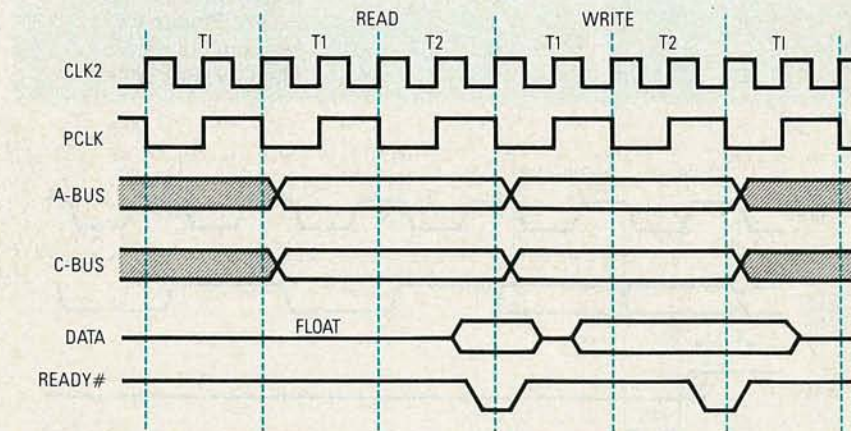 READ WRITE
TI T1 T2 T1 T2 TI
CLK2
PCLK
A-BUS
C-BUS
DATA FLOAT
READY#